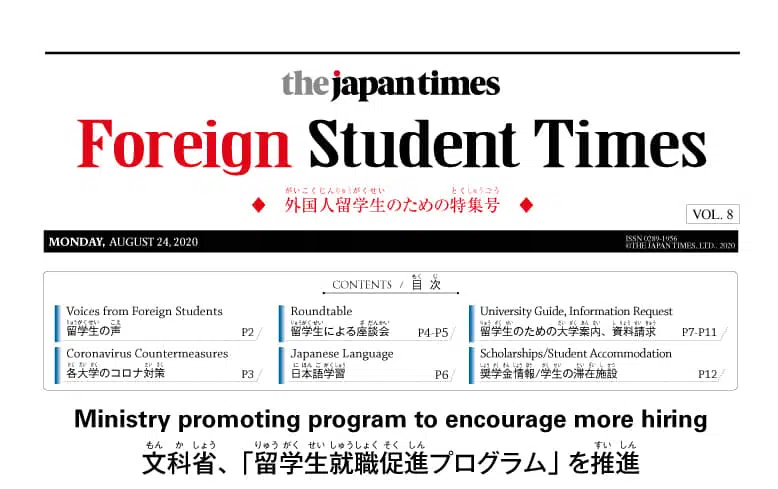 the japan times
Foreign Student Times
がいこくじんりゅうがくせい とくしゅうごう
◆ 外国人留学生のための特集号 ◆
VOL. 8
MONDAY, AUGUST 24, 2020
ISSN 0289-1956
©THE JAPAN TIMES, LTD., 2020
もく じ
CONTENTS / 目次
Voices from Foreign Students
りゅうがくせい こえ
留学生の声 P2
Coronavirus Countermeasures
かく だい がく たい さく
各大学のコロナ対策 P3
Roundtable
りゅうがくせい ざ だんかい
留学生による座談会 P4-P5
Japanese Language
に ほん ご がくしゅう
日本語学習 P6
University Guide, Information Request
りゅう がく せい だい がく あん ない し りょう せい きゅう
留学生のための大学案内、資料請求 P7-P11
Scholarships/Student Accommodation
しょう がく きん じょう ほう がく せい たい ざい し せつ
奨学金情報/学生の滞在施設 P12
Ministry promoting program to encourage more hiring
もん か しょう りゅう がく せい しゅうしょく そく しん すい しん
文科省、「留学生就職促進プログラム」を推進